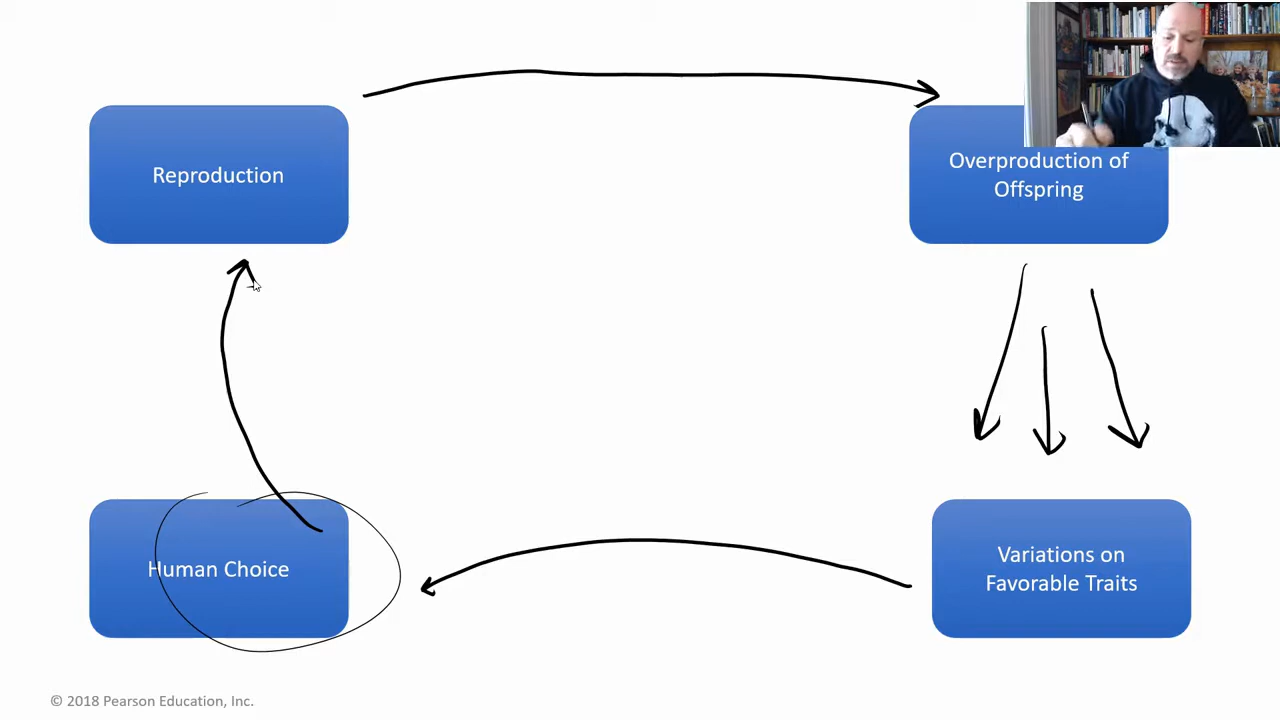 Reproduction
Overproduction of
Offspring
Human Choice
Variations on
Favorable Traits
© 2018 Pearson Education, Inc.